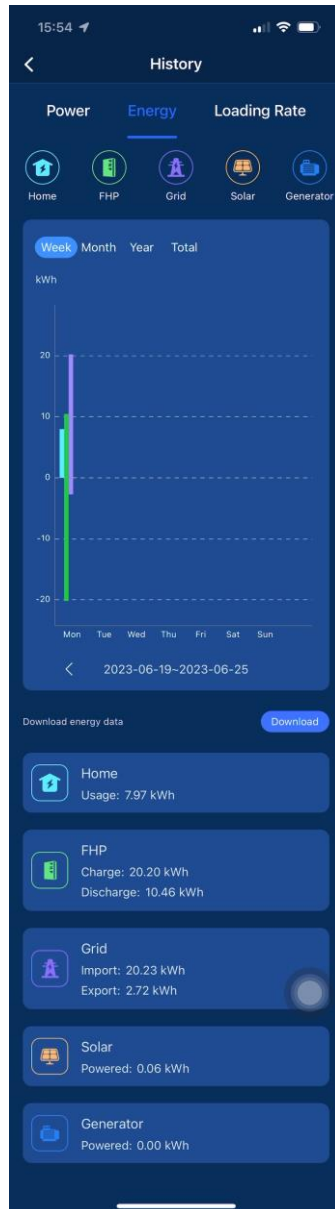 15:54
History
Power Energy Loading Rate
Home FHP Grid Solar Generator
Week Month Year Total
kWh
20
10
0
-10
-20
Mon Tue Wed Thu Fri Sat Sun
2023-06-19~2023-06-25
Download energy data Download
Home
Usage: 7.97 kWh
FHP
Charge: 20.20 kWh
Discharge: 10.46 kWh
Grid
Import: 20.23 kWh
Export: 2.72 kWh
Solar
Powered: 0.06 kWh
Generator
Powered: 0.00 kWh